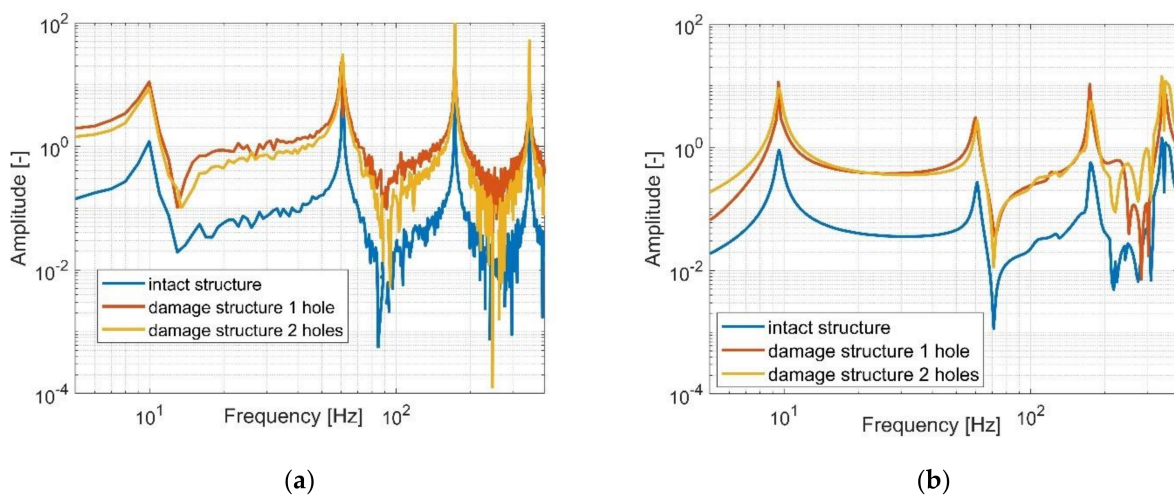 10^2
10^0
10^-2
10^-4
Amplitude [-]
intact structure
damage structure 1 hole
damage structure 2 holes
10^1
10^2
Frequency [Hz]
(a)
10^2
10^0
10^-2
10^-4
Amplitude [-]
intact structure
damage structure 1 hole
damage structure 2 holes
10^1
10^2
Frequency [Hz]
(b)